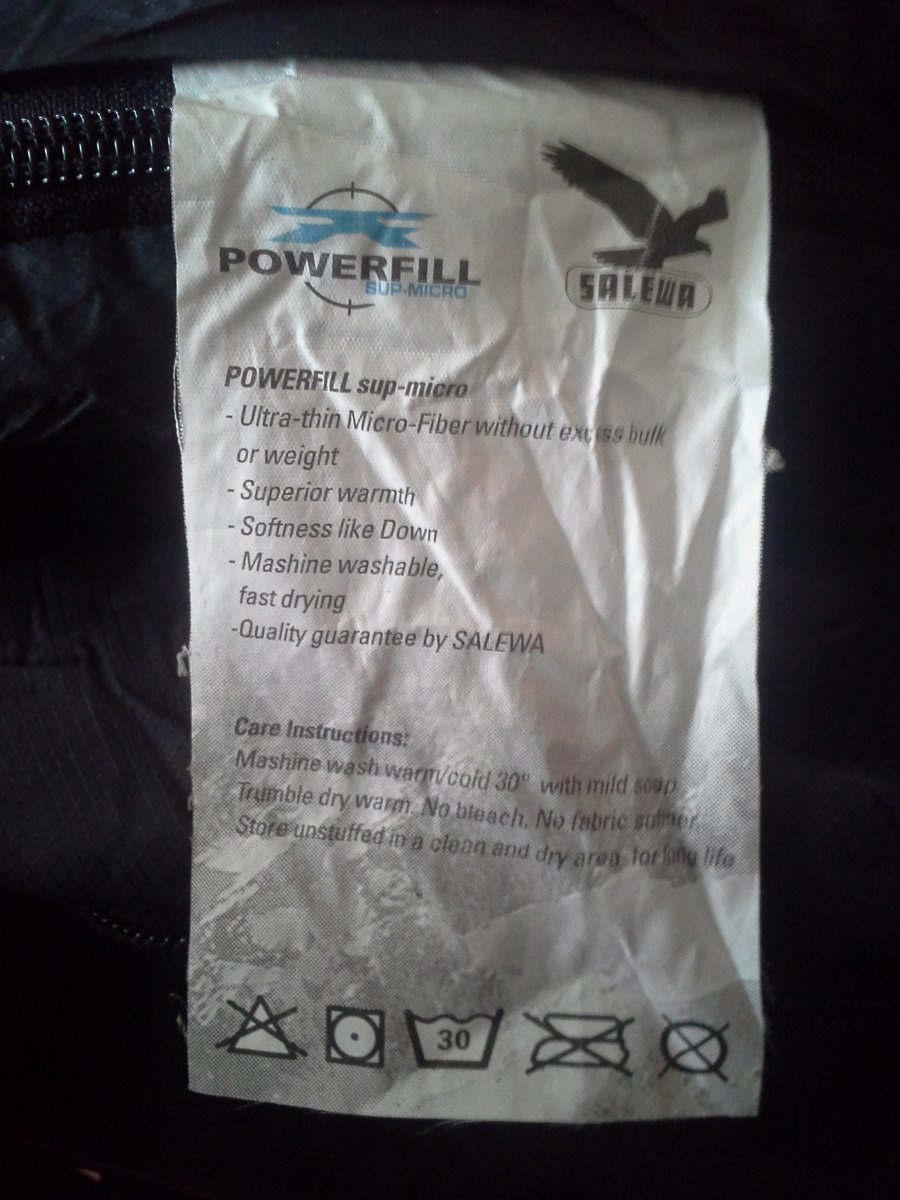 POWERFILL
SUP-MICRO
SALEWA
POWERFILL sup-micro
- Ultra-thin Micro-Fiber without excess bulk
or weight
- Superior warmth
- Softness like Down
- Mashine washable,
fast drying
-Quality guarantee by SALEWA
Care Instructions:
Mashine wash warm/cold 30° with mild soup
Trumble dry warm. No bleach. No fabric
Store unstuffed in a clean and dry area for long life
30